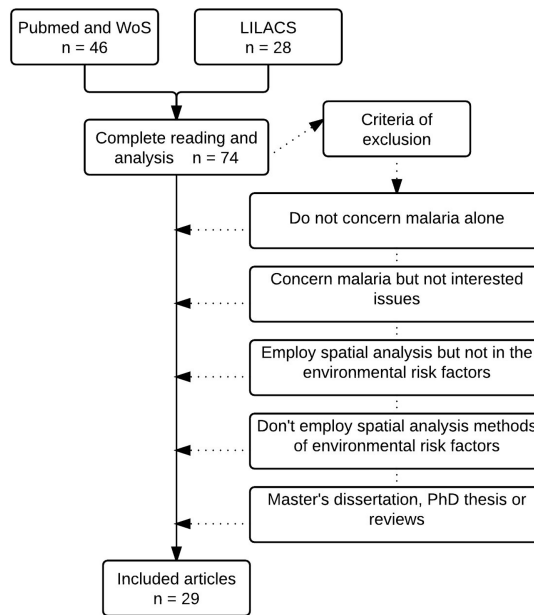 Pubmed and WoS
n = 46
LILACS
n = 28
Complete reading and
analysis n = 74
Criteria of
exclusion
Do not concern malaria alone
Concern malaria but not interested
issues
Employ spatial analysis but not in the
environmental risk factors
Don't employ spatial analysis methods
of environmental risk factors
Master's dissertation, PhD thesis or
reviews
Included articles
n = 29